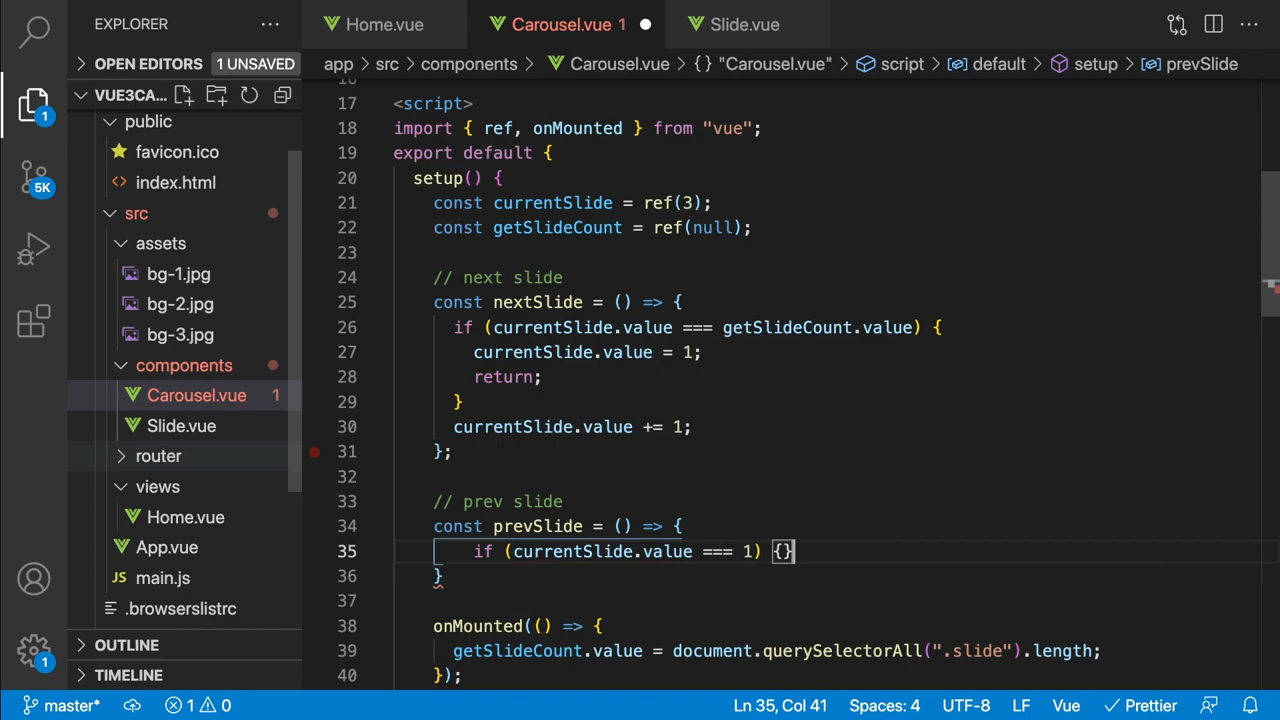 EXPLORER
Home.vue
Carousel.vue 1
Slide.vue
OPEN EDITORS
1 UNSAVED
app > src > components > Carousel.vue > {} "Carousel.vue" > script > default > setup > prevSlide
VUE3CA...
public
favicon.ico
<> index.html
src
assets
bg-1.jpg
bg-2.jpg
bg-3.jpg
components
Carousel.vue 1
Slide.vue
router
views
Home.vue
App.vue
JS main.js
.browserslistrc
OUTLINE
TIMELINE
1
5K
1
16
17 <script>
18 import { ref, onMounted } from "vue";
19 export default {
20 setup() {
21 const currentSlide = ref(3);
22 const getSlideCount = ref(null);
23
24 // next slide
25 const nextSlide = () => {
26 if (currentSlide.value === getSlideCount.value) {
27 currentSlide.value = 1;
28 return;
29 }
30 currentSlide.value += 1;
31 };
32
33 // prev slide
34 const prevSlide = () => {
35 if (currentSlide.value === 1) {}
36 }
37
38 onMounted(() => {
39 getSlideCount.value = document.querySelectorAll(".slide").length;
40 });
master* 1 0 Ln 35, Col 41 Spaces: 4 UTF-8 LF Vue Prettier